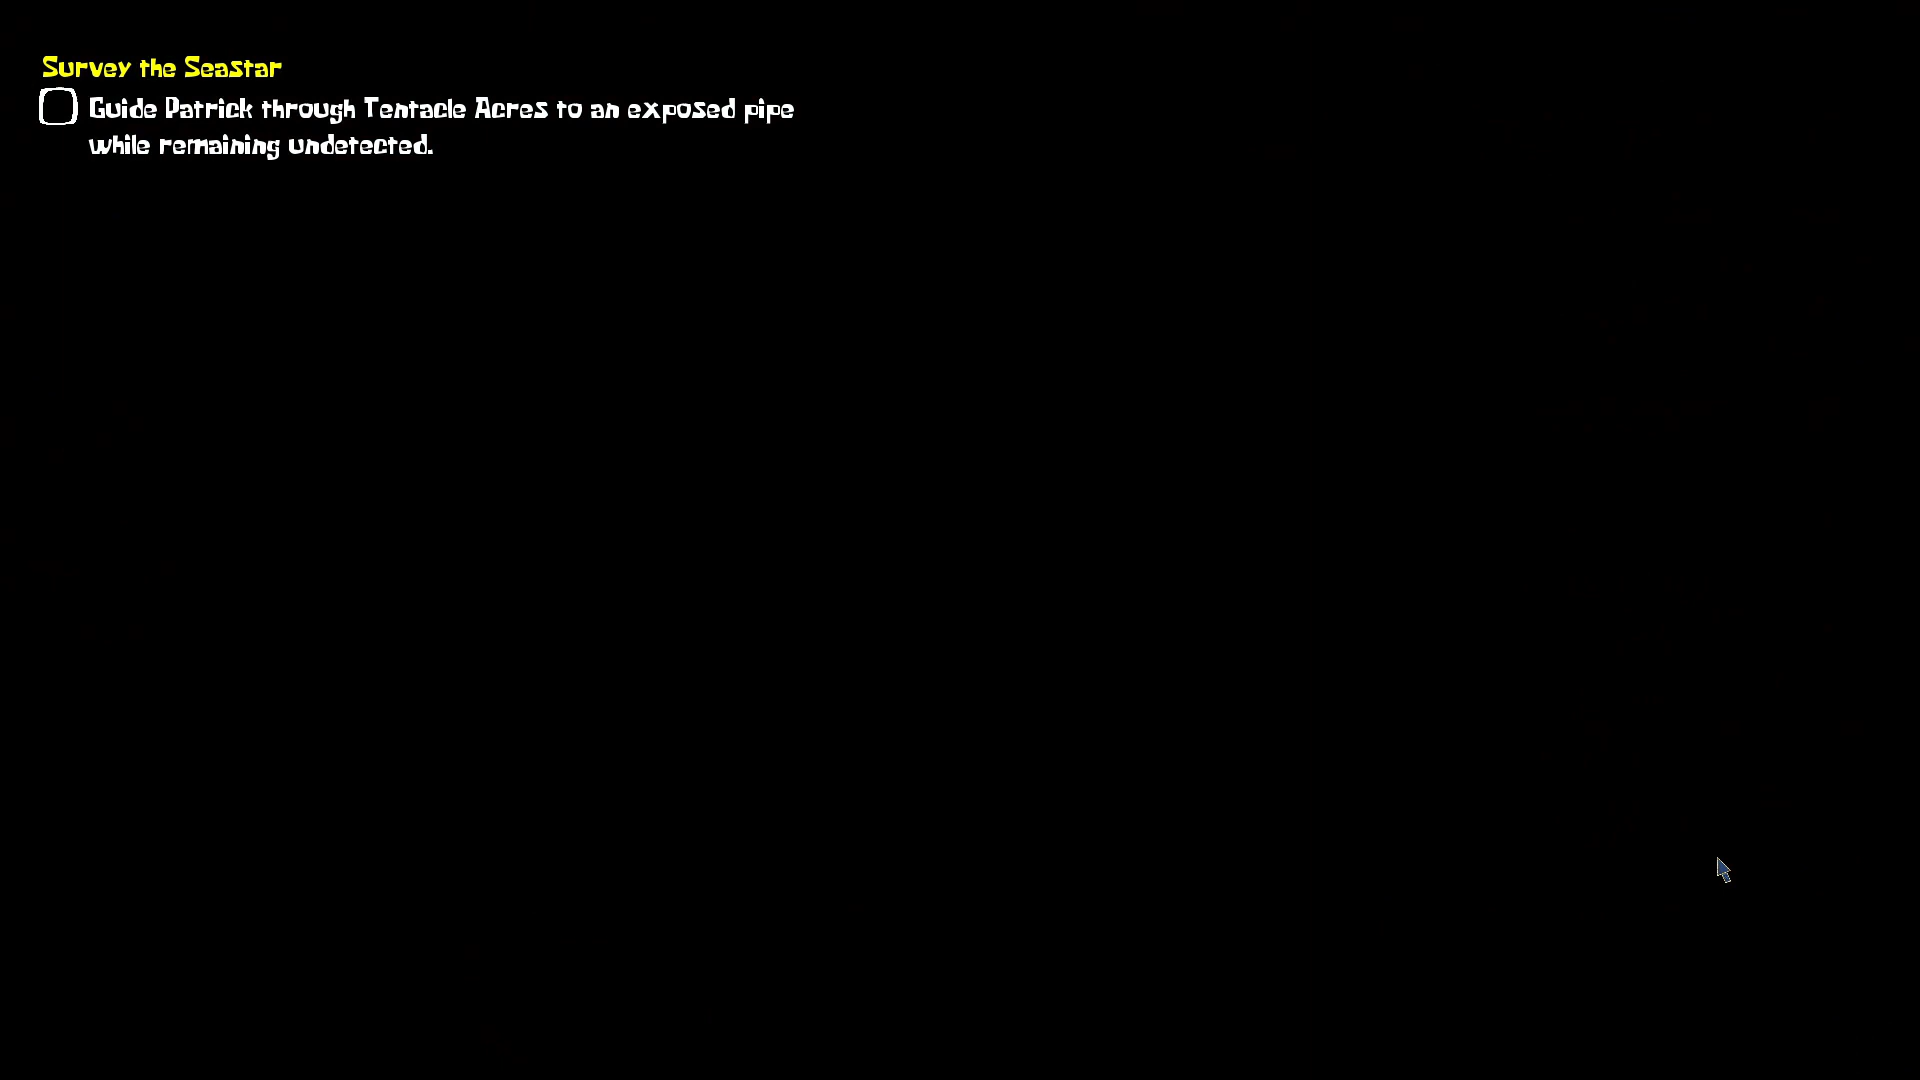 Survey the Seastar
Guide Patrick through Tentacle Acres to an exposed pipe
while remaining undetected.